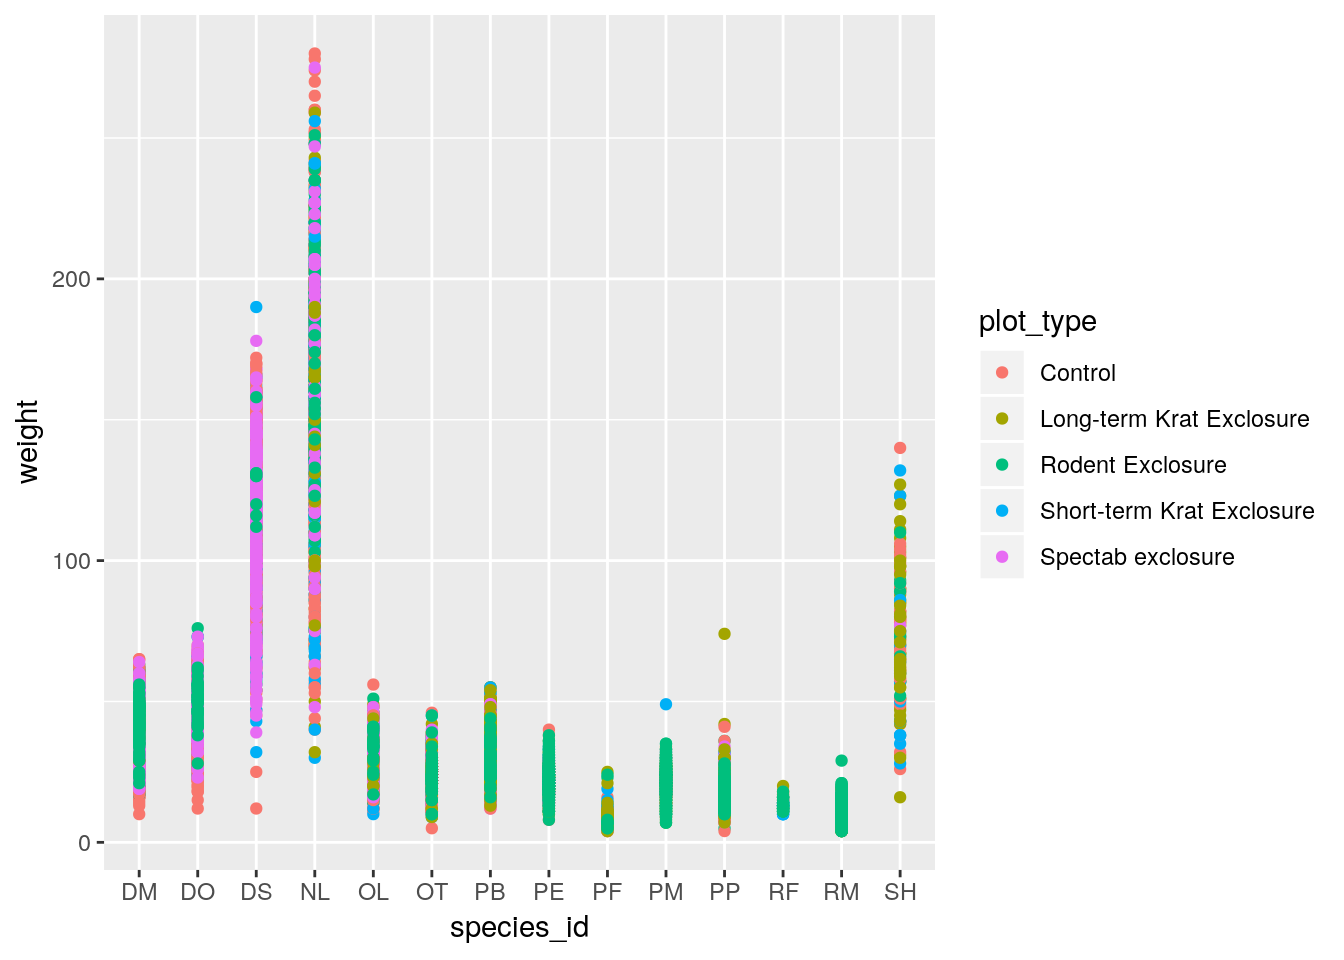 weight
200
100
0
DM DO DS NL OL OT PB PE PF PM PP RF RM SH
species_id
plot_type
Control
Long-term Krat Exclosure
Rodent Exclosure
Short-term Krat Exclosure
Spectab exclosure